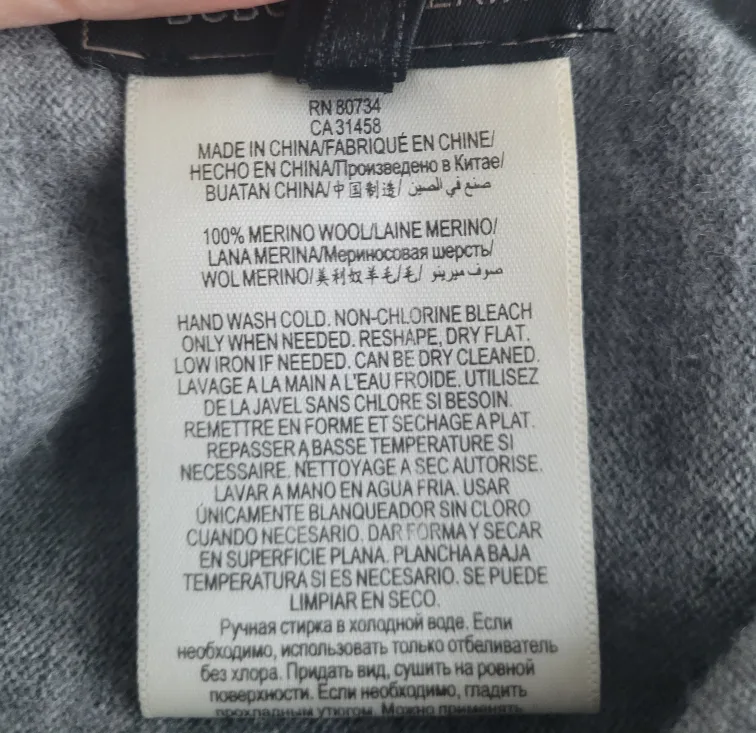 RN 80734
CA 31458
MADE IN CHINA/FABRIQUÉ EN CHINE/
HECHO EN CHINA/Произведено в Китае/
BUATAN CHINA/中国制造/ صنع في الصين
100% MERINO WOOL/LAINE MERINO/
LANA MERINA/Мериносовая шерсть/
WOL MERINO/美利奴羊毛/毛/ صوف ميرينو
HAND WASH COLD. NON-CHLORINE BLEACH
ONLY WHEN NEEDED. RESHAPE, DRY FLAT.
LOW IRON IF NEEDED. CAN BE DRY CLEANED.
LAVAGE A LA MAIN A L'EAU FROIDE. UTILISEZ
DE LA JAVEL SANS CHLORE SI BESOIN.
REMETTRE EN FORME ET SECHAGE A PLAT.
REPASSER A BASSE TEMPERATURE SI
NECESSAIRE. NETTOYAGE A SEC AUTORISE.
LAVAR A MANO EN AGUA FRIA. USAR
ÚNICAMENTE BLANQUEADOR SIN CLORO
CUANDO NECESARIO. DAR FORMA Y SECAR
EN SUPERFICIE PLANA. PLANCHA A BAJA
TEMPERATURA SI ES NECESARIO. SE PUEDE
LIMPIAR EN SECO.
Ручная стирка в холодной воде. Если
необходимо, использовать только отбеливатель
без хлора. Придать вид, сушить на ровной
поверхности. Если необходимо, гладить
прохладным утюгом. Можно применять